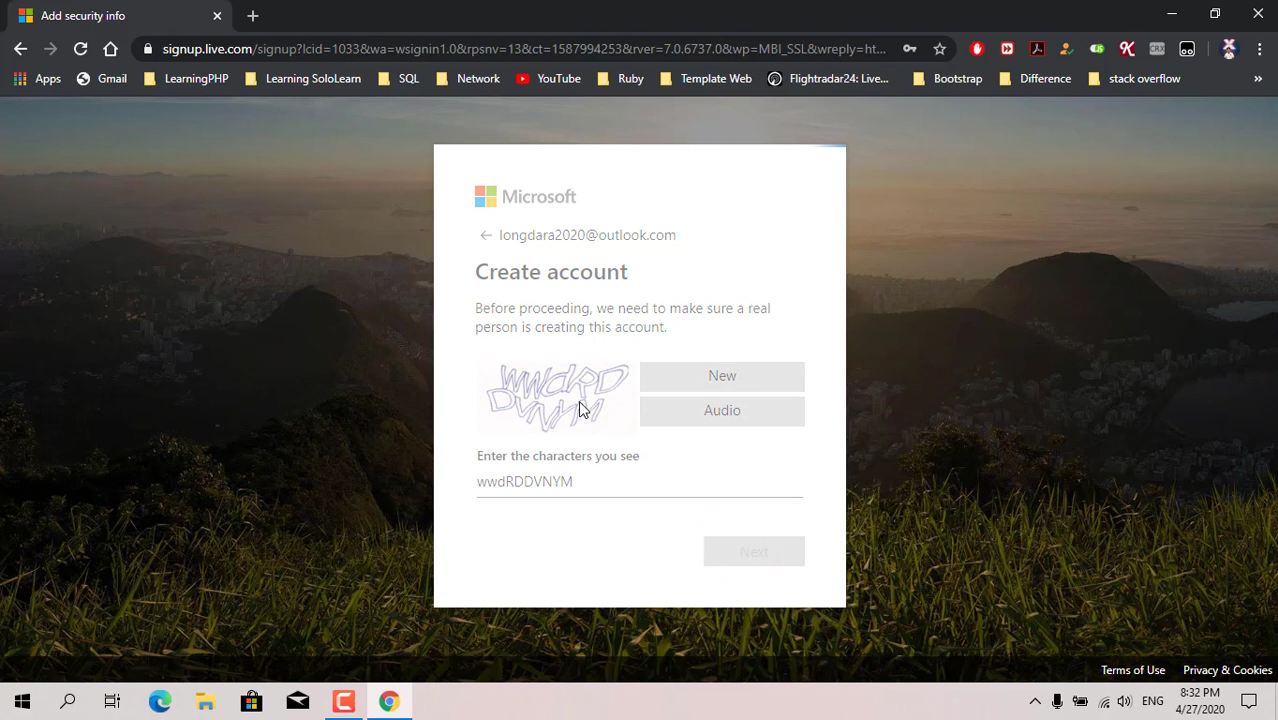 Add security info
signup.live.com/signup?lcid=1033&wa=wsignin1.0&rpsnv=13&ct=1587994253&rver=7.0.6737.0&wp=MBI_SSL&wreply=ht...
Apps Gmail LearningPHP Learning SoloLearn SQL Network YouTube Ruby Template Web Flightradar24: Live... Bootstrap Difference stack overflow »
Microsoft
← longdara2020@outlook.com
Create account
Before proceeding, we need to make sure a real
person is creating this account.
New
Audio
Enter the characters you see
wwdRDDVNYM
Next
Terms of Use Privacy & Cookies
ENG
8:32 PM
4/27/2020